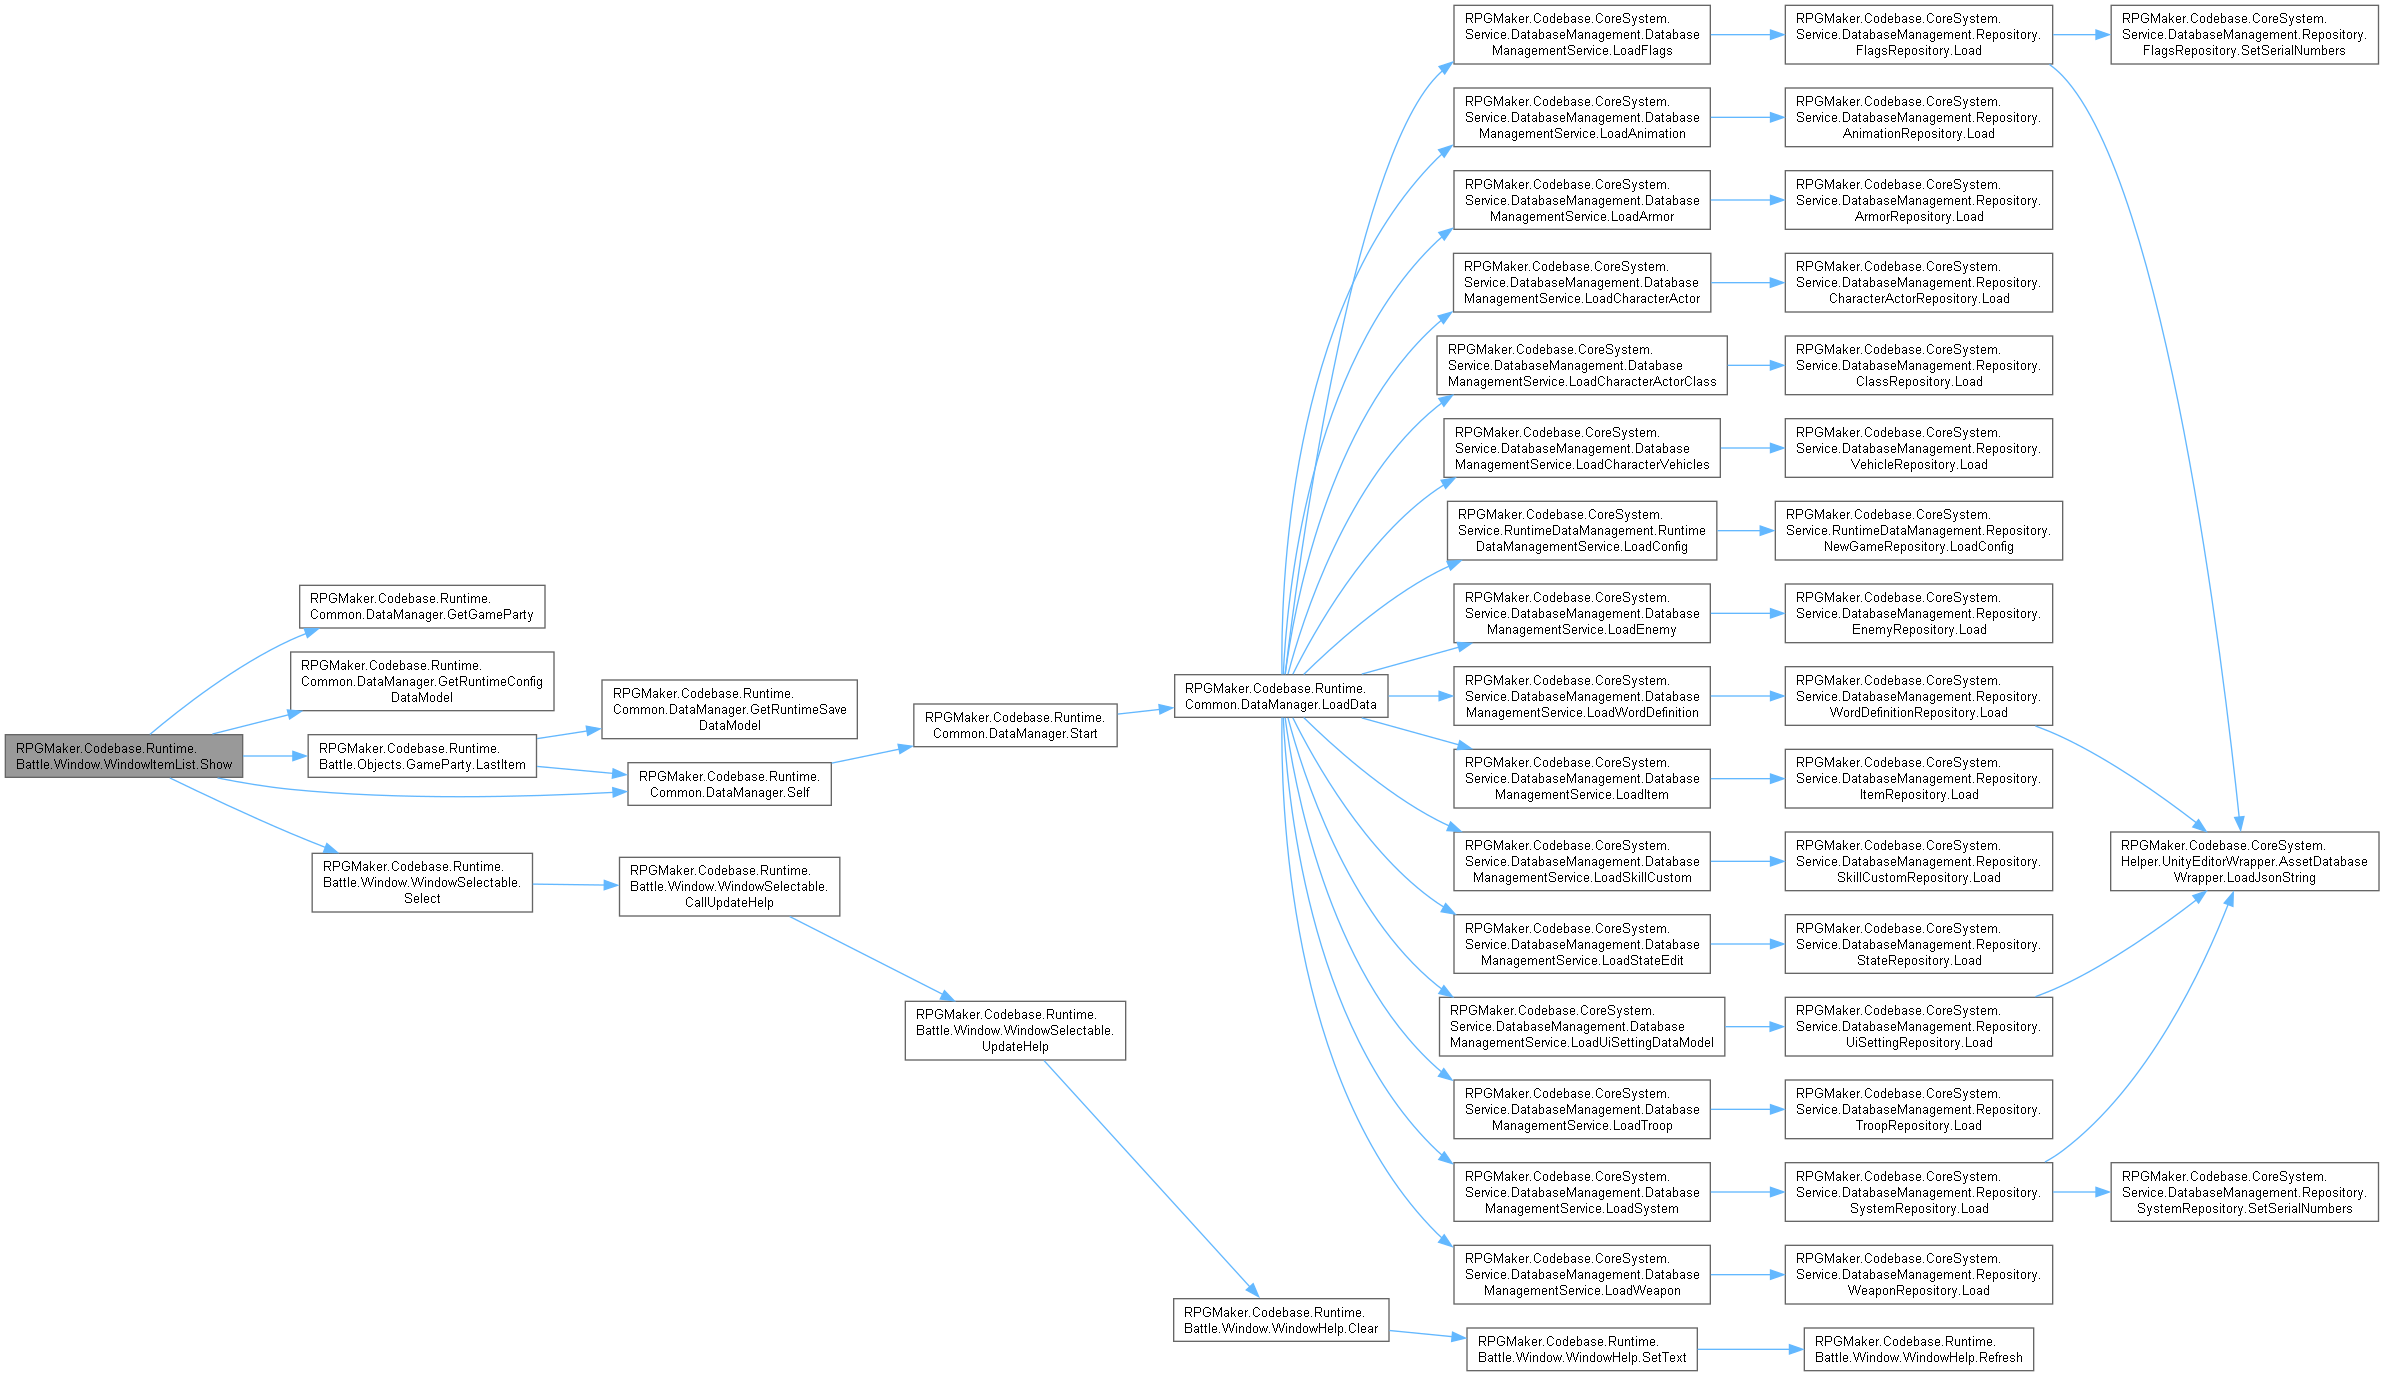 RPGMaker.Codebase.Runtime.
Battle.Window.WindowItemList.Show
RPGMaker.Codebase.Runtime.
Common.DataManager.GetGameParty
RPGMaker.Codebase.Runtime.
Common.DataManager.GetRuntimeConfig
DataModel
RPGMaker.Codebase.Runtime.
Battle.Objects.GameParty.LastItem
RPGMaker.Codebase.Runtime.
Battle.Window.WindowSelectable.
Select
RPGMaker.Codebase.Runtime.
Common.DataManager.GetRuntimeSave
DataModel
RPGMaker.Codebase.Runtime.
Common.DataManager.Self
RPGMaker.Codebase.Runtime.
Battle.Window.WindowSelectable.
CallUpdateHelp
RPGMaker.Codebase.Runtime.
Common.DataManager.Start
RPGMaker.Codebase.Runtime.
Battle.Window.WindowSelectable.
UpdateHelp
RPGMaker.Codebase.Runtime.
Common.DataManager.LoadData
RPGMaker.Codebase.Runtime.
Battle.Window.WindowHelp.Clear
RPGMaker.Codebase.CoreSystem.
Service.DatabaseManagement.Database
ManagementService.LoadFlags
RPGMaker.Codebase.CoreSystem.
Service.DatabaseManagement.Database
ManagementService.LoadAnimation
RPGMaker.Codebase.CoreSystem.
Service.DatabaseManagement.Database
ManagementService.LoadArmor
RPGMaker.Codebase.CoreSystem.
Service.DatabaseManagement.Database
ManagementService.LoadCharacterActor
RPGMaker.Codebase.CoreSystem.
Service.DatabaseManagement.Database
ManagementService.LoadCharacterActorClass
RPGMaker.Codebase.CoreSystem.
Service.DatabaseManagement.Database
ManagementService.LoadCharacterVehicles
RPGMaker.Codebase.CoreSystem.
Service.RuntimeDataManagement.Runtime
DataManagementService.LoadConfig
RPGMaker.Codebase.CoreSystem.
Service.DatabaseManagement.Database
ManagementService.LoadEnemy
RPGMaker.Codebase.CoreSystem.
Service.DatabaseManagement.Database
ManagementService.LoadWordDefinition
RPGMaker.Codebase.CoreSystem.
Service.DatabaseManagement.Database
ManagementService.LoadItem
RPGMaker.Codebase.CoreSystem.
Service.DatabaseManagement.Database
ManagementService.LoadSkillCustom
RPGMaker.Codebase.CoreSystem.
Service.DatabaseManagement.Database
ManagementService.LoadStateEdit
RPGMaker.Codebase.CoreSystem.
Service.DatabaseManagement.Database
ManagementService.LoadUiSettingDataModel
RPGMaker.Codebase.CoreSystem.
Service.DatabaseManagement.Database
ManagementService.LoadTroop
RPGMaker.Codebase.CoreSystem.
Service.DatabaseManagement.Database
ManagementService.LoadSystem
RPGMaker.Codebase.CoreSystem.
Service.DatabaseManagement.Database
ManagementService.LoadWeapon
RPGMaker.Codebase.Runtime.
Battle.Window.WindowHelp.SetText
RPGMaker.Codebase.CoreSystem.
Service.DatabaseManagement.Repository.
FlagsRepository.Load
RPGMaker.Codebase.CoreSystem.
Service.DatabaseManagement.Repository.
AnimationRepository.Load
RPGMaker.Codebase.CoreSystem.
Service.DatabaseManagement.Repository.
ArmorRepository.Load
RPGMaker.Codebase.CoreSystem.
Service.DatabaseManagement.Repository.
CharacterActorRepository.Load
RPGMaker.Codebase.CoreSystem.
Service.DatabaseManagement.Repository.
ClassRepository.Load
RPGMaker.Codebase.CoreSystem.
Service.DatabaseManagement.Repository.
VehicleRepository.Load
RPGMaker.Codebase.CoreSystem.
Service.RuntimeDataManagement.Repository.
NewGameRepository.LoadConfig
RPGMaker.Codebase.CoreSystem.
Service.DatabaseManagement.Repository.
EnemyRepository.Load
RPGMaker.Codebase.CoreSystem.
Service.DatabaseManagement.Repository.
WordDefinitionRepository.Load
RPGMaker.Codebase.CoreSystem.
Service.DatabaseManagement.Repository.
ItemRepository.Load
RPGMaker.Codebase.CoreSystem.
Service.DatabaseManagement.Repository.
SkillCustomRepository.Load
RPGMaker.Codebase.CoreSystem.
Service.DatabaseManagement.Repository.
StateRepository.Load
RPGMaker.Codebase.CoreSystem.
Service.DatabaseManagement.Repository.
UiSettingRepository.Load
RPGMaker.Codebase.CoreSystem.
Service.DatabaseManagement.Repository.
TroopRepository.Load
RPGMaker.Codebase.CoreSystem.
Service.DatabaseManagement.Repository.
SystemRepository.Load
RPGMaker.Codebase.CoreSystem.
Service.DatabaseManagement.Repository.
WeaponRepository.Load
RPGMaker.Codebase.Runtime.
Battle.Window.WindowHelp.Refresh
RPGMaker.Codebase.CoreSystem.
Service.DatabaseManagement.Repository.
FlagsRepository.SetSerialNumbers
RPGMaker.Codebase.CoreSystem.
Helper.UnityEditorWrapper.AssetDatabase
Wrapper.LoadJsonString
RPGMaker.Codebase.CoreSystem.
Service.DatabaseManagement.Repository.
SystemRepository.SetSerialNumbers